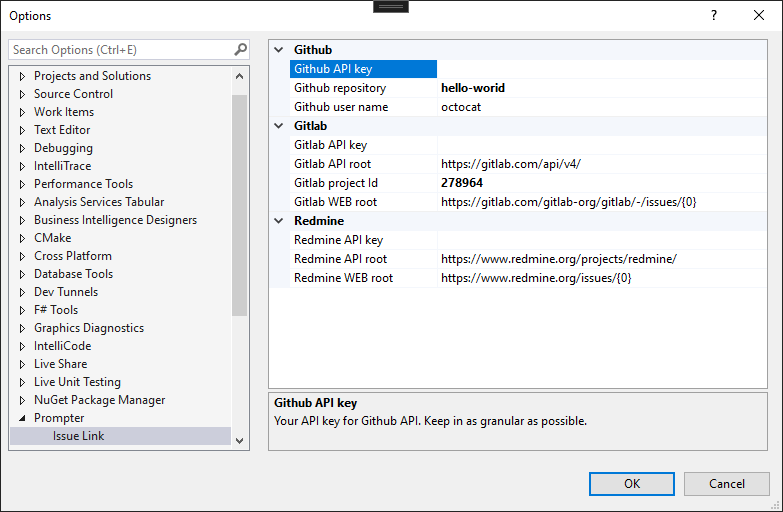 Options
?
Search Options (Ctrl+E)
Projects and Solutions
Source Control
Work Items
Text Editor
Debugging
IntelliTrace
Performance Tools
Analysis Services Tabular
Business Intelligence Designers
CMake
Cross Platform
Database Tools
Dev Tunnels
F# Tools
Graphics Diagnostics
IntelliCode
Live Share
Live Unit Testing
NuGet Package Manager
Prompter
Issue Link
Github
Github API key
Github repository hello-worid
Github user name octocat
Gitlab
Gitlab API key
Gitlab API root https://gitlab.com/api/v4/
Gitlab project Id 278964
Gitlab WEB root https://gitlab.com/gitlab-org/gitlab/-/issues/{0}
Redmine
Redmine API key
Redmine API root https://www.redmine.org/projects/redmine/
Redmine WEB root https://www.redmine.org/issues/{0}
Github API key
Your API key for Github API. Keep in as granular as possible.
OK Cancel